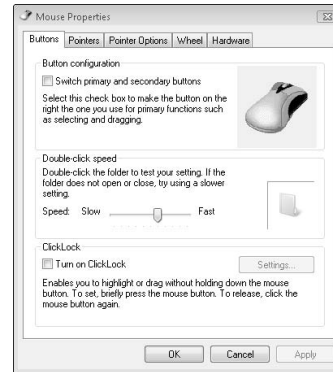 Mouse Properties
Buttons Pointers Pointer Options Wheel Hardware
Button configuration
Switch primary and secondary buttons
Select this check box to make the button on the
right the one you use for primary functions such
as selecting and dragging.
Double-click speed
Double-click the folder to test your setting. If the
folder does not open or close, try using a slower
setting.
Speed: Slow Fast
ClickLock
Turn on ClickLock
Settings...
Enables you to highlight or drag without holding down the mouse
button. To set, briefly press the mouse button. To release, click the
mouse button again.
OK Cancel Apply